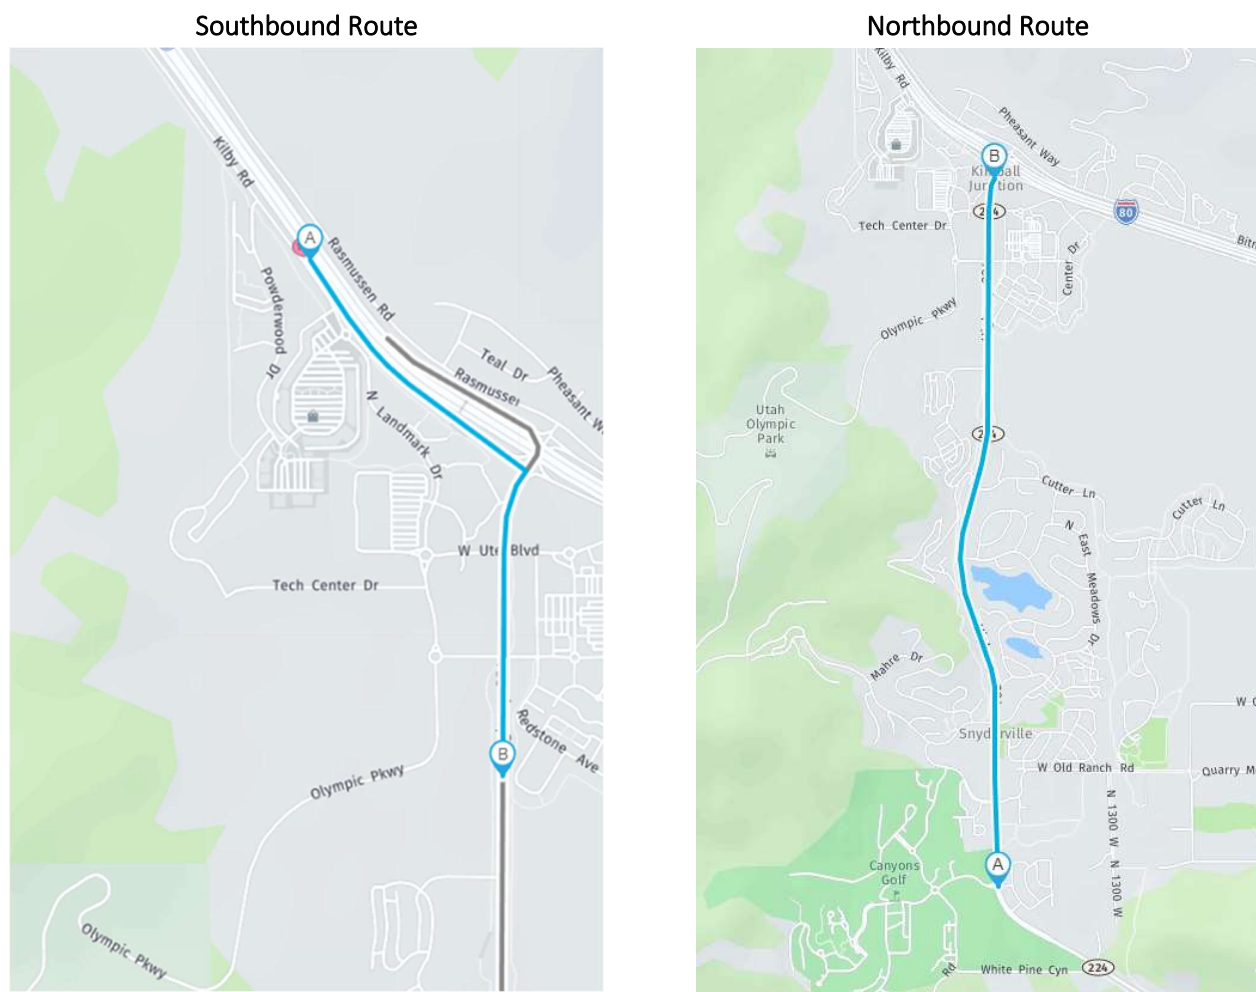 Southbound Route
Northbound Route
Kilby Rd
A
Rasmussen Rd
Powderwood Dr
Teal Dr
Rasmusser
Pheasant W
N Landmark Dr
W Ute Blvd
Tech Center Dr
Redstone Ave
B
Olympic Pkwy
Olympic Pkwy
Kilby Rd
Pheasant Way
B
Junction
80
Tech Center Dr
Center Dr
Olympic Pkwy
Utah
Olympic
Park
Cutter Ln
Cutter Ln
N East Meadows Dr
Mahre Dr
Snyderville
W Old Ranch Rd
Quarry M
N 1300 W
N 1300 W
A
Canyons
Golf
Rd
White Pine Cyn
224